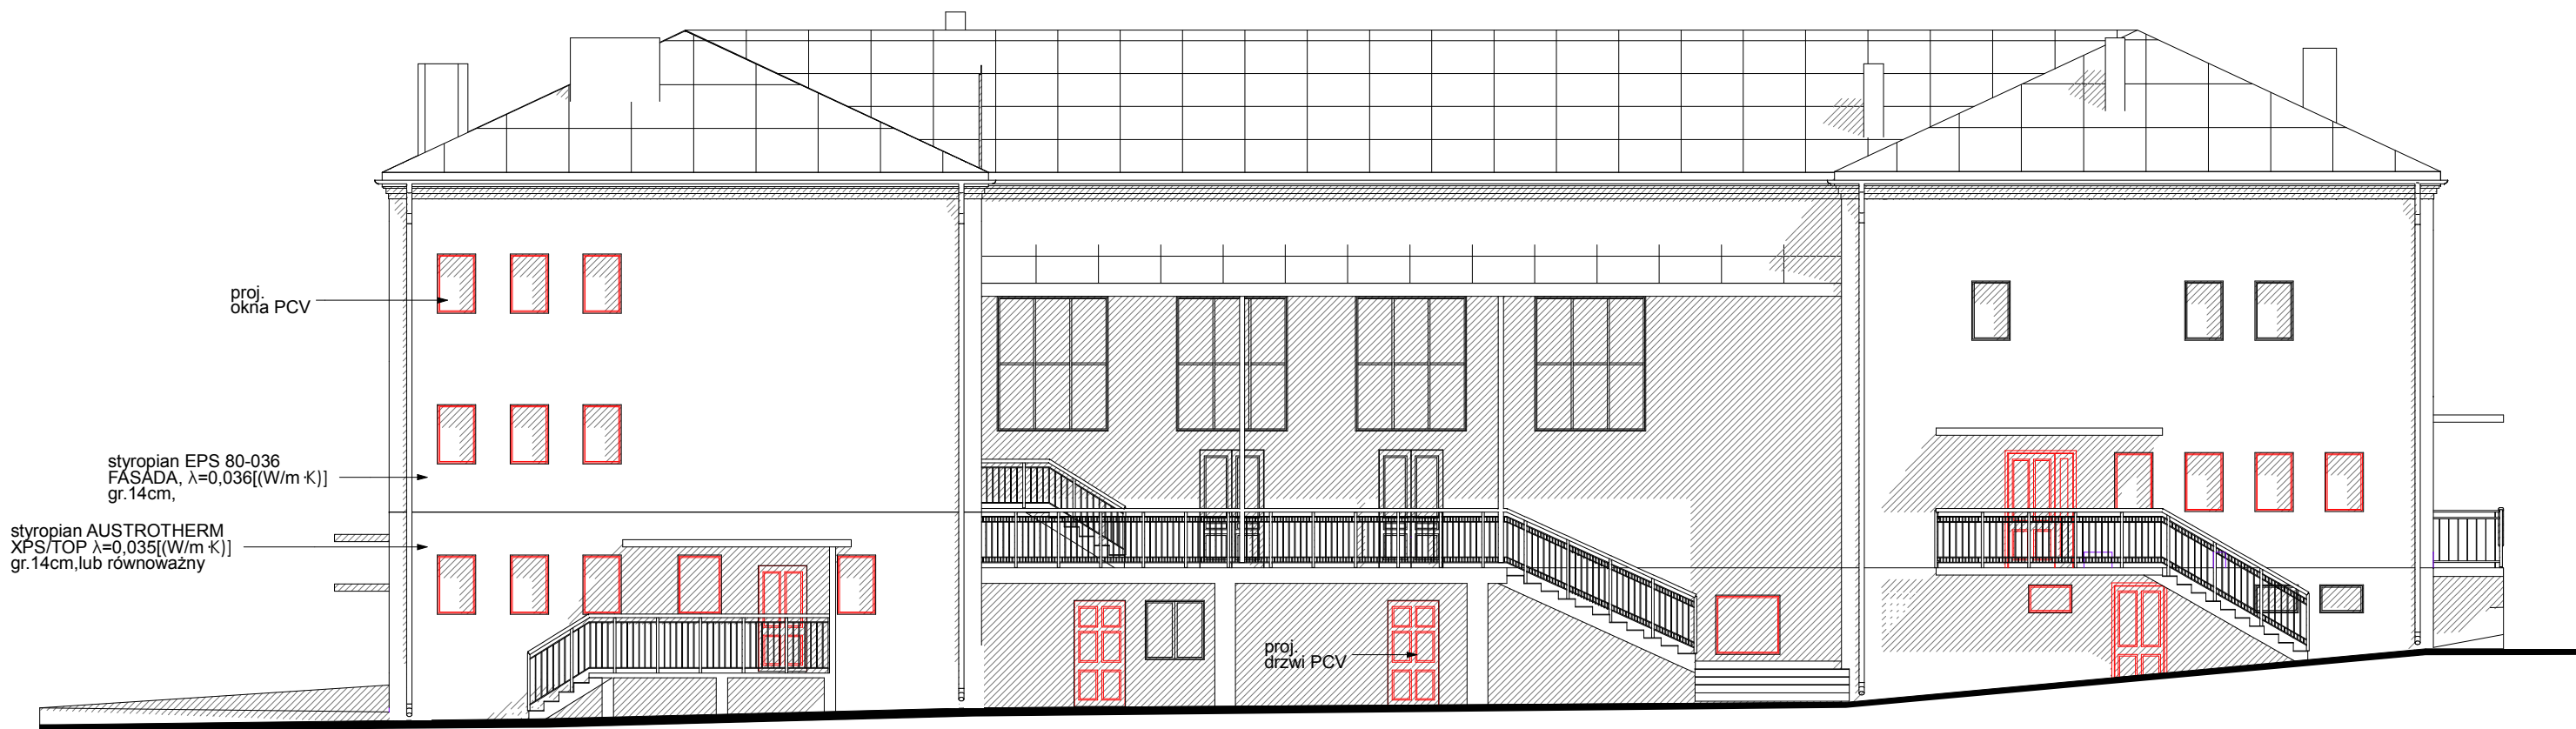 proj.
okna PCV
styropian EPS 80-036
FASADA, λ=0,036[(W/m·K)]
gr.14cm,
styropian AUSTROTHERM
XPS/TOP λ=0,035[(W/m·K)]
gr.14cm,lub równoważny
proj.
drzwi PCV